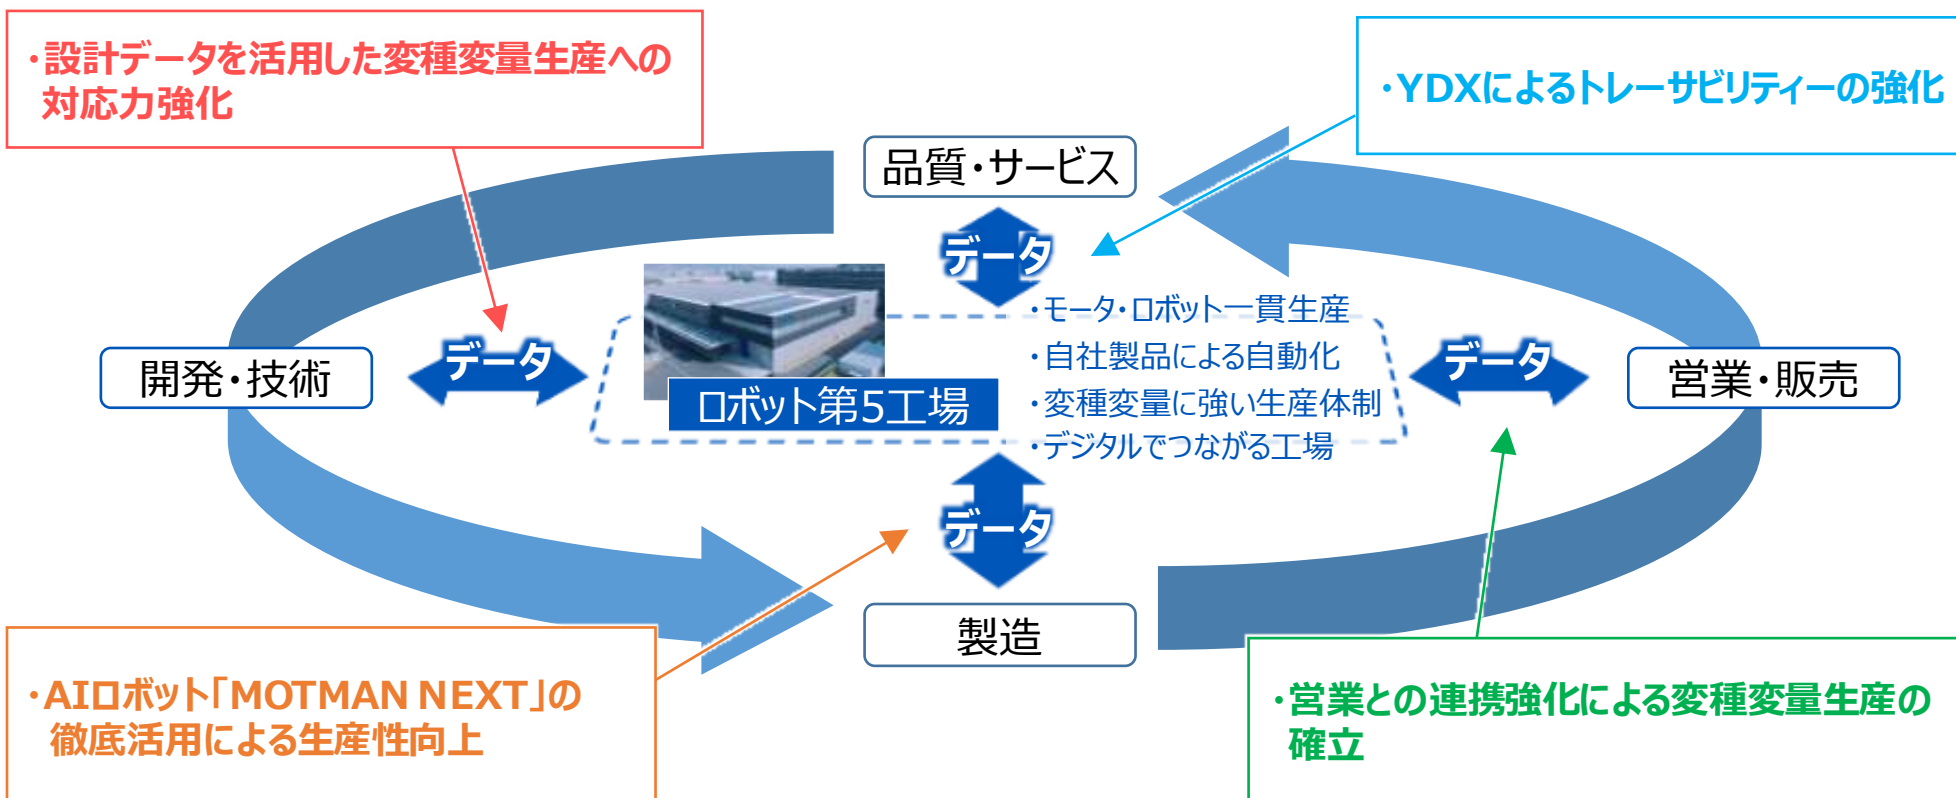 ・設計データを活用した変種変量生産への
対応力強化
・YDXによるトレーサビリティーの強化
品質・サービス
データ
・モータ・ロボット一貫生産
・自社製品による自動化
・変種変量に強い生産体制
・デジタルでつながる工場
開発・技術
データ
ロボット第5工場
データ
営業・販売
データ
製造
・AIロボット「MOTMAN NEXT」の
徹底活用による生産性向上
・営業との連携強化による変種変量生産の
確立